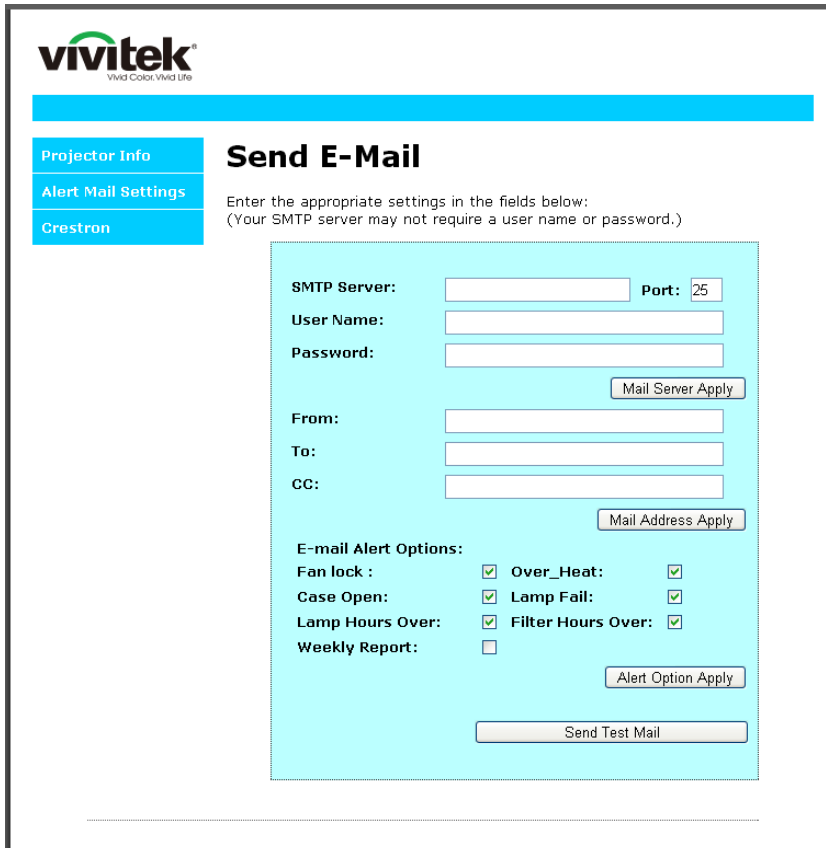 vivitek®
Vivid Color. Vivid Life
Projector Info
Alert Mail Settings
Crestron
Send E-Mail
Enter the appropriate settings in the fields below:
(Your SMTP server may not require a user name or password.)
SMTP Server: Port: 25
User Name:
Password:
Mail Server Apply
From:
To:
CC:
Mail Address Apply
E-mail Alert Options:
Fan lock : Over_Heat:
Case Open: Lamp Fail:
Lamp Hours Over: Filter Hours Over:
Weekly Report:
Alert Option Apply
Send Test Mail